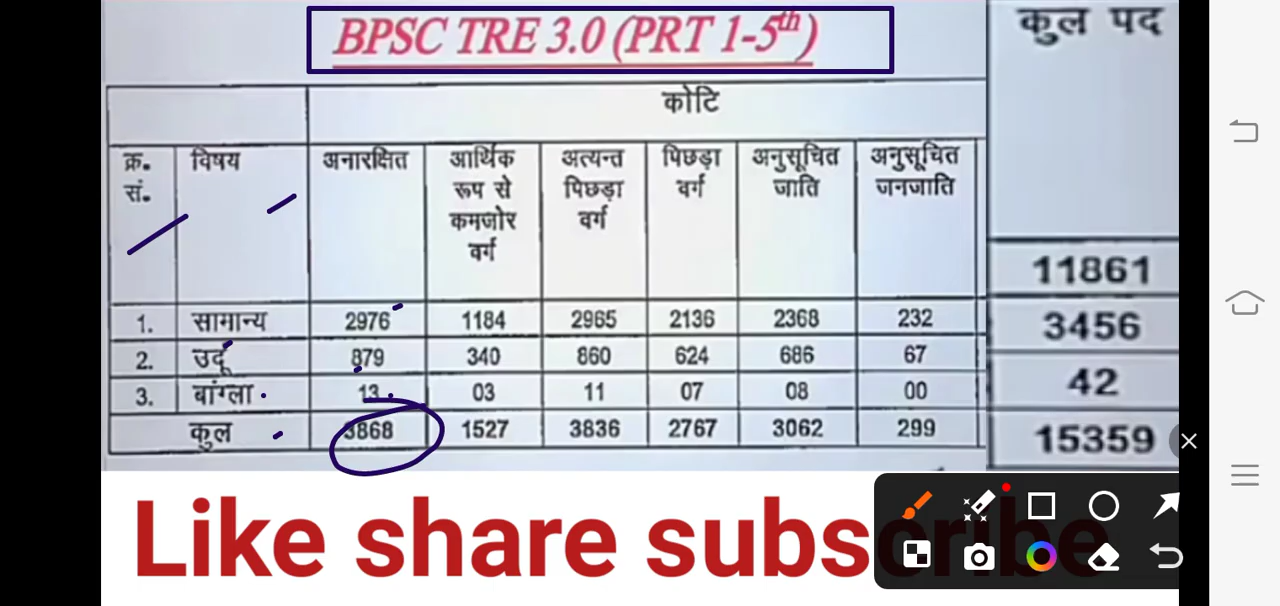 BPSC TRE 3.0 (PRT 1-5th)
कुल पद
कोटि
क्र. सं.
विषय
अनारक्षित
आर्थिक रूप से कमजोर वर्ग
अत्यन्त पिछड़ा वर्ग
पिछड़ा वर्ग
अनुसूचित जाति
अनुसूचित जनजाति
11861
1. सामान्य 2976 1184 2965 2136 2368 232 3456
2. उर्दू 879 340 860 624 686 67
3. बांग्ला 13 03 11 07 08 00 42
कुल 3868 1527 3836 2767 3062 299 15359
Like share subscribe